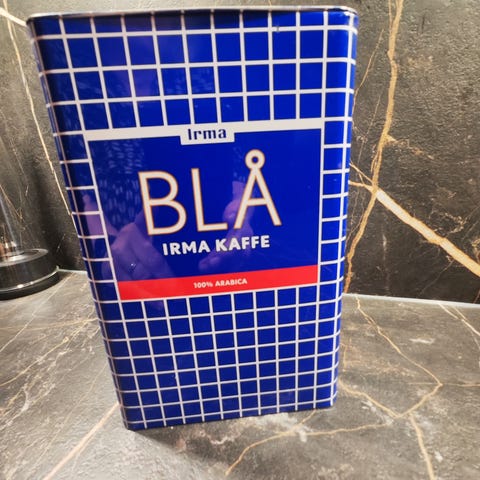 Irma
BLÅ
IRMA KAFFE
100% ARABICA